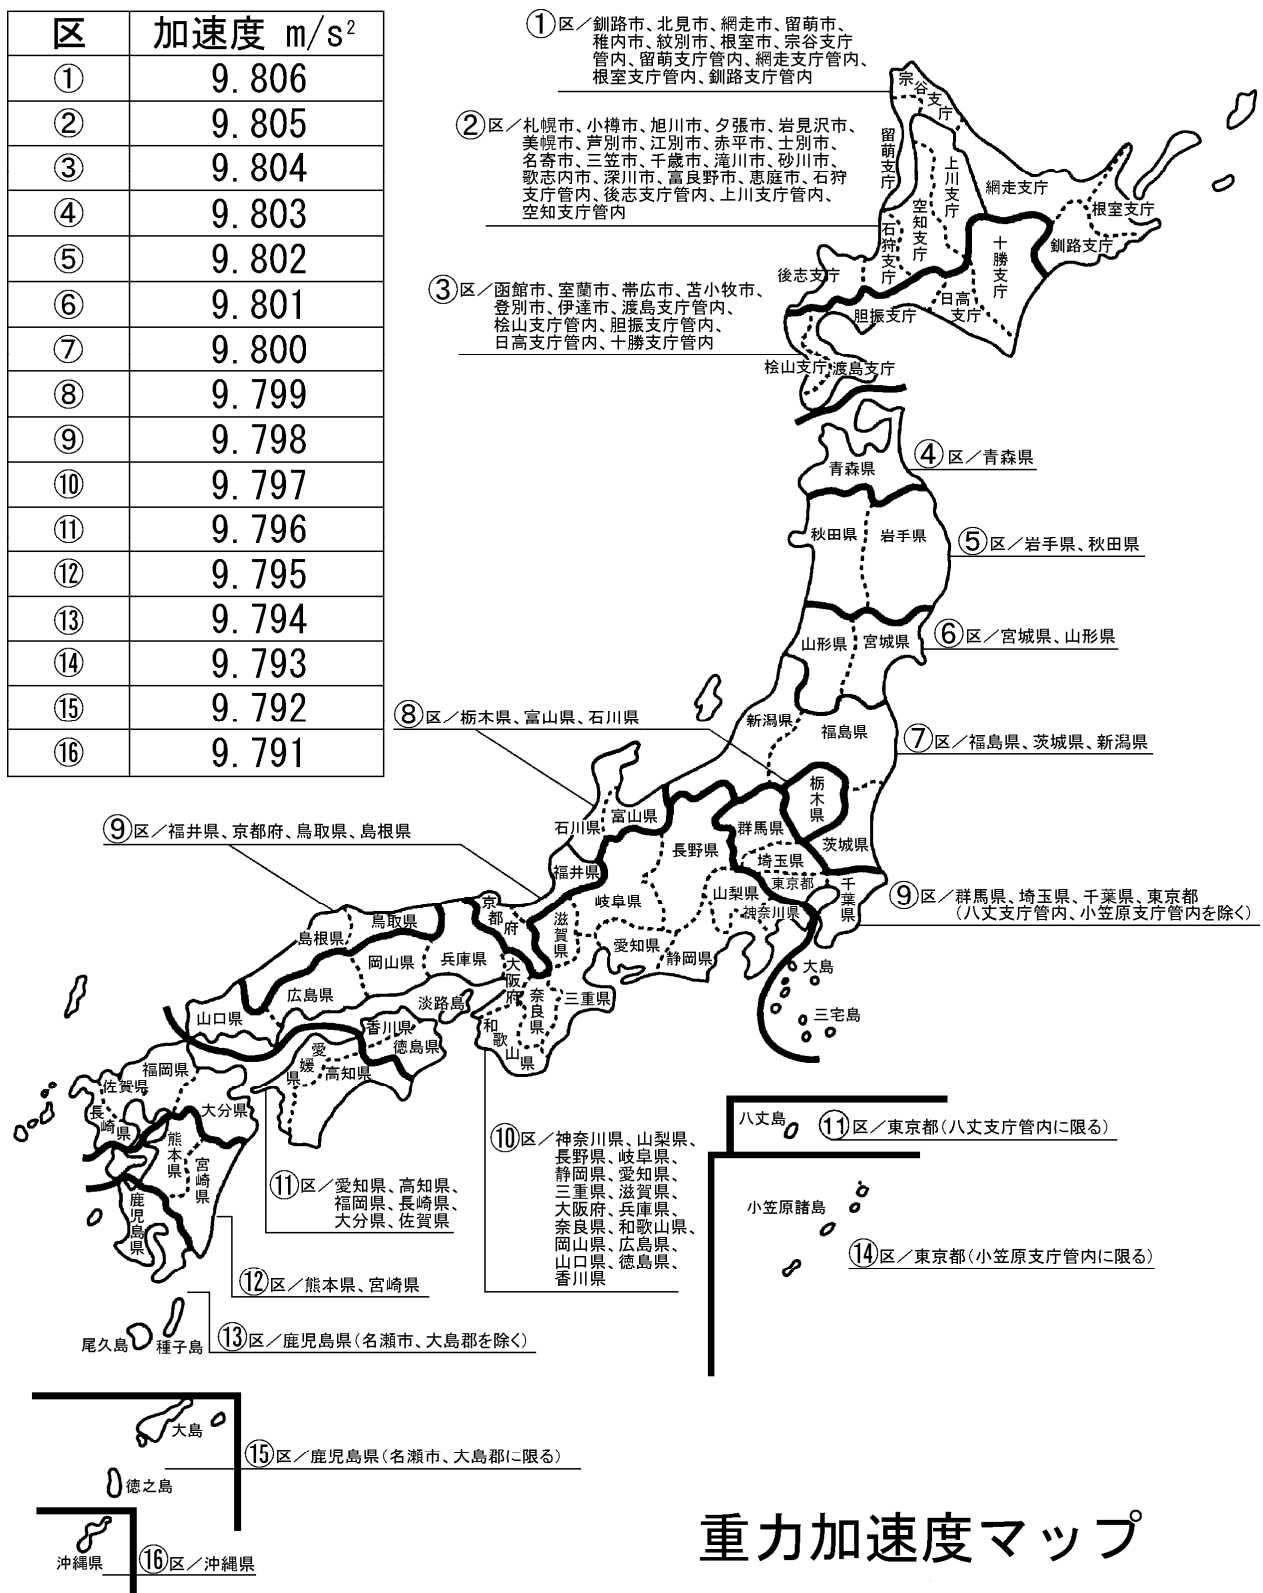 区 加速度 m/s²
① 9.806
② 9.805
③ 9.804
④ 9.803
⑤ 9.802
⑥ 9.801
⑦ 9.800
⑧ 9.799
⑨ 9.798
⑩ 9.797
⑪ 9.796
⑫ 9.795
⑬ 9.794
⑭ 9.793
⑮ 9.792
⑯ 9.791
①区/釧路市、北見市、網走市、留萌市、
稚内市、紋別市、根室市、宗谷支庁
管内、留萌支庁管内、網走支庁管内、
根室支庁管内、釧路支庁管内
②区/札幌市、小樽市、旭川市、夕張市、岩見沢市、
美幌市、芦別市、江別市、赤平市、士別市、
名寄市、三笠市、千歳市、滝川市、砂川市、
歌志内市、深川市、富良野市、恵庭市、石狩
支庁管内、後志支庁管内、上川支庁管内、
空知支庁管内
③区/函館市、室蘭市、帯広市、苫小牧市、
登別市、伊達市、渡島支庁管内、
桧山支庁管内、胆振支庁管内、
日高支庁管内、十勝支庁管内
宗谷支庁
留萌支庁
上川支庁
網走支庁
空知支庁
根室支庁
石狩支庁
十勝支庁
釧路支庁
後志支庁
日高支庁
胆振支庁
桧山支庁
渡島支庁
青森県
④区/青森県
秋田県
岩手県
⑤区/岩手県、秋田県
山形県
宮城県
⑥区/宮城県、山形県
⑧区/栃木県、富山県、石川県
新潟県
福島県
⑦区/福島県、茨城県、新潟県
栃木県
⑨区/福井県、京都府、鳥取県、島根県
石川県
富山県
群馬県
茨城県
長野県
埼玉県
福井県
東京都
千葉県
⑨区/群馬県、埼玉県、千葉県、東京都
(八丈支庁管内、小笠原支庁管内を除く)
岐阜県
山梨県
神奈川県
京都府
鳥取県
島根県
滋賀県
愛知県
静岡県
岡山県
兵庫県
大阪府
大島
広島県
淡路島
奈良県
三重県
三宅島
山口県
香川県
徳島県
和歌山県
愛媛県
高知県
福岡県
佐賀県
大分県
長崎県
熊本県
宮崎県
鹿児島県
八丈島
⑪区/東京都(八丈支庁管内に限る)
⑩区/神奈川県、山梨県、
長野県、岐阜県、
静岡県、愛知県、
三重県、滋賀県、
大阪府、兵庫県、
奈良県、和歌山県、
岡山県、広島県、
山口県、徳島県、
香川県
⑪区/愛知県、高知県、
福岡県、長崎県、
大分県、佐賀県
小笠原諸島
⑭区/東京都(小笠原支庁管内に限る)
⑫区/熊本県、宮崎県
⑬区/鹿児島県(名瀬市、大島郡を除く)
尾久島
種子島
大島
⑮区/鹿児島県(名瀬市、大島郡に限る)
徳之島
沖縄県
⑯区/沖縄県
重力加速度マップ